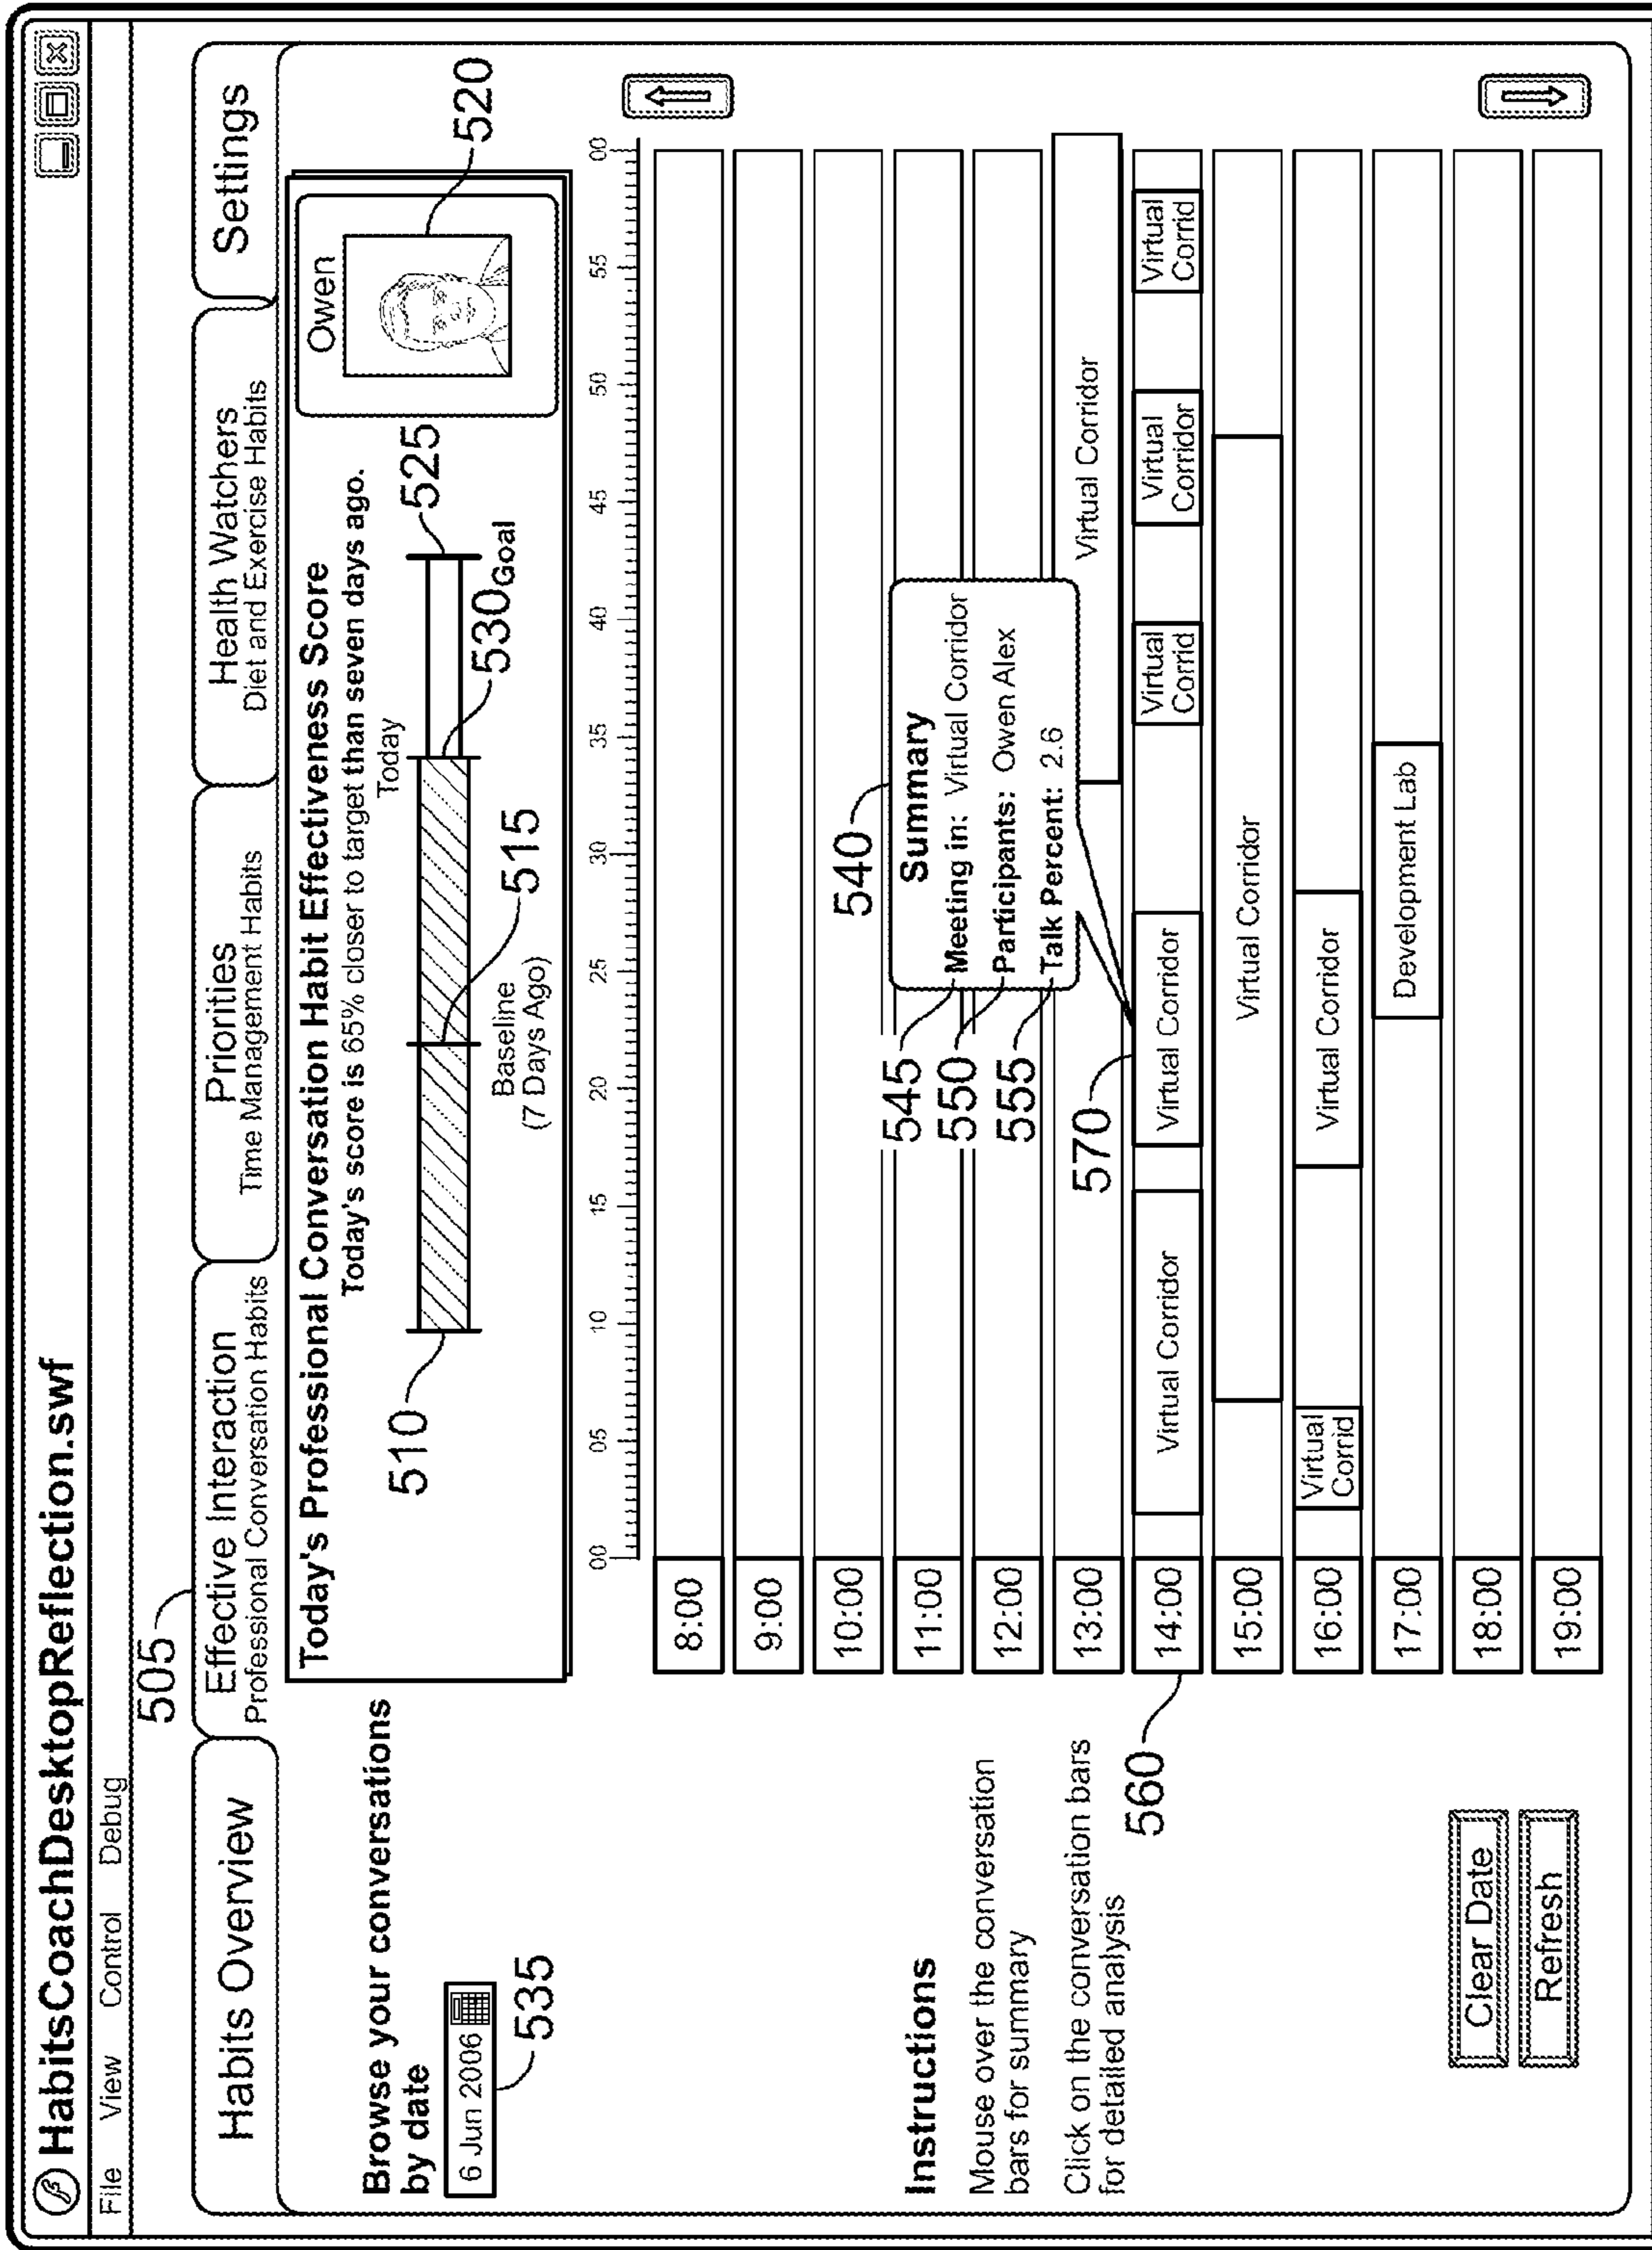 HabitsCoachDesktopReflection.swf
File View Control Debug
505
Habits Overview
Effective Interaction
Professional Conversation Habits
Priorities
Time Management Habits
Health Watchers
Diet and Exercise Habits
Settings
Browse your conversations
by date
6 Jun 2006
535
Today's Professional Conversation Habit Effectiveness Score
Today's score is 65% closer to target than seven days ago.
Today
510
525
515
530
Goal
Baseline
(7 Days Ago)
Owen
520
00 05 10 15 20 25 30 35 40 45 50 55 00
8:00
9:00
10:00
540
11:00
545
Summary
Meeting in: Virtual Corridor
12:00
550
Participants: Owen Alex
555
Talk Percent: 2.6
13:00
570
Virtual Corridor
14:00
Virtual Corridor
Virtual Corridor
Virtual
Corrid
Virtual
Corridor
Virtual
Corrid
15:00
Virtual Corridor
16:00
Virtual
Corrid
Virtual Corridor
17:00
Development Lab
18:00
19:00
Instructions
Mouse over the conversation
bars for summary
Click on the conversation bars
for detailed analysis
560
Clear Date
Refresh